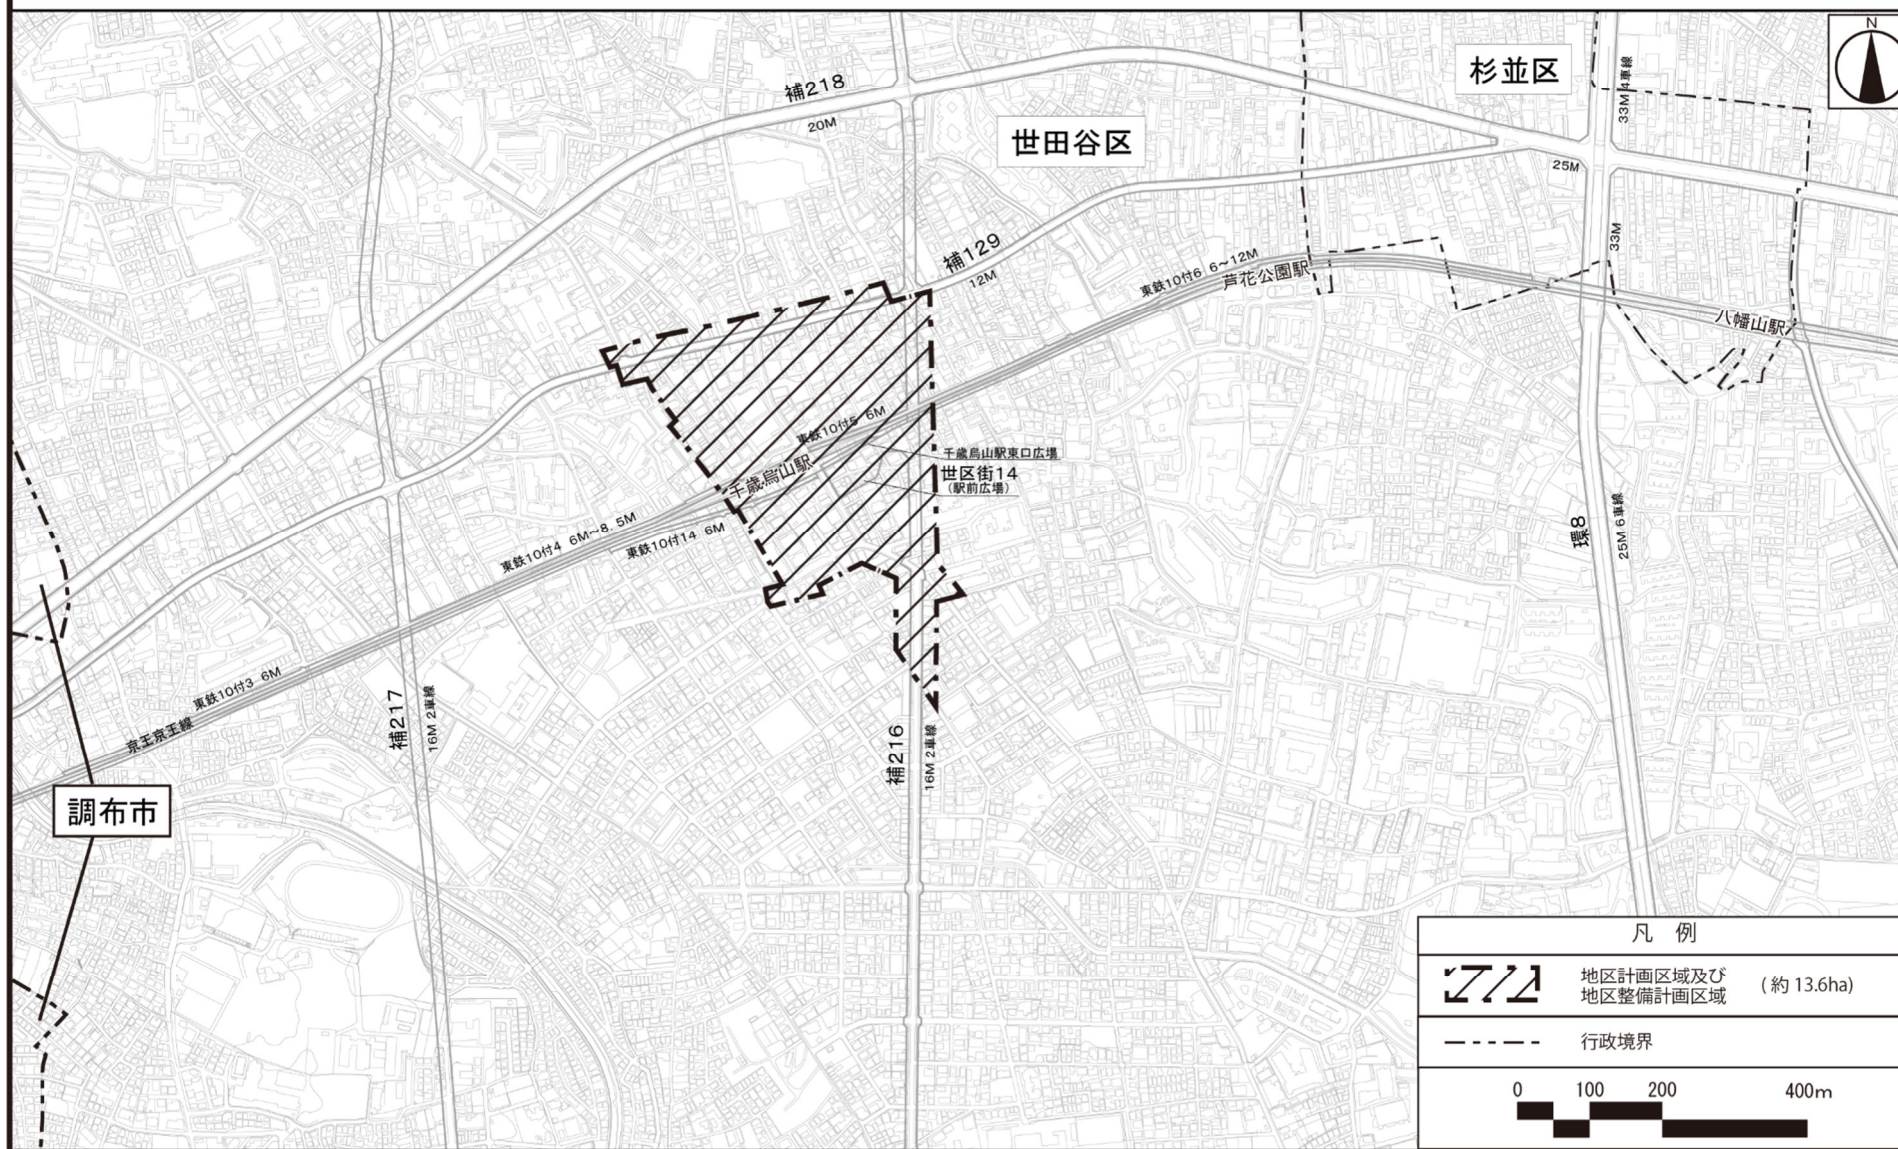 N
杉並区
33M 4車線
補218
20M
世田谷区
25M
33M
補129
12M
東鉄10付6 6～12M
芦花公園駅
八幡山駅
東鉄10付5 6M
千歳烏山駅
千歳烏山駅東口広場
世区街14
（駅前広場）
東鉄10付4 6M～8.5M
東鉄10付14 6M
環8
25M 6車線
東鉄10付3 6M
京王京王線
補217
16M 2車線
補216
16M 2車線
調布市
凡 例
地区計画区域及び
地区整備計画区域
(約 13.6ha)
行政境界
0 100 200 400m